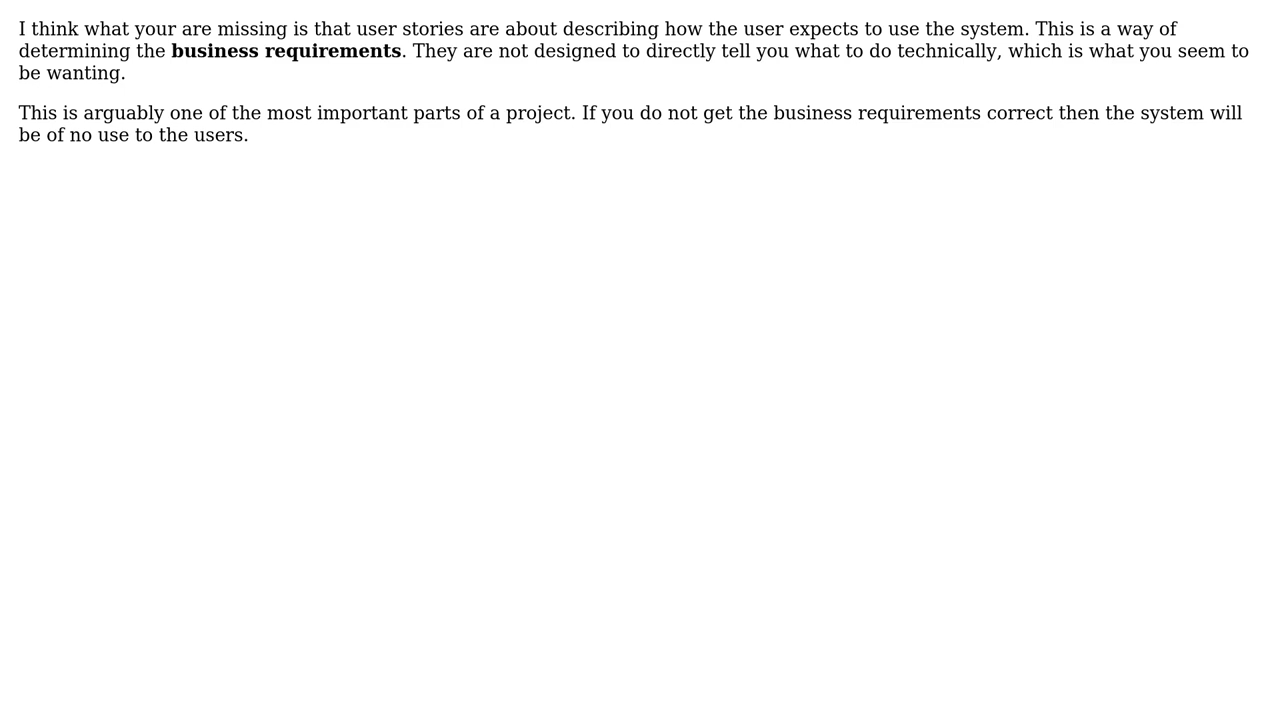 I think what your are missing is that user stories are about describing how the user expects to use the system. This is a way of
determining the business requirements. They are not designed to directly tell you what to do technically, which is what you seem to
be wanting.
This is arguably one of the most important parts of a project. If you do not get the business requirements correct then the system will
be of no use to the users.